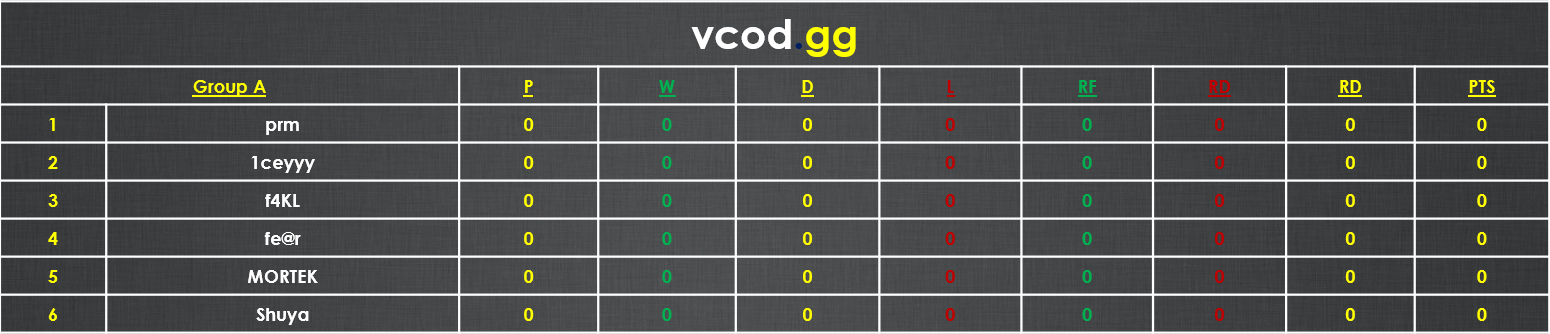 vcod.gg
Group A P W D L RF RD RD PTS
1 prm 0 0 0 0 0 0 0 0
2 1ceyyy 0 0 0 0 0 0 0 0
3 f4KL 0 0 0 0 0 0 0 0
4 fe@r 0 0 0 0 0 0 0 0
5 MORTEK 0 0 0 0 0 0 0 0
6 Shuya 0 0 0 0 0 0 0 0